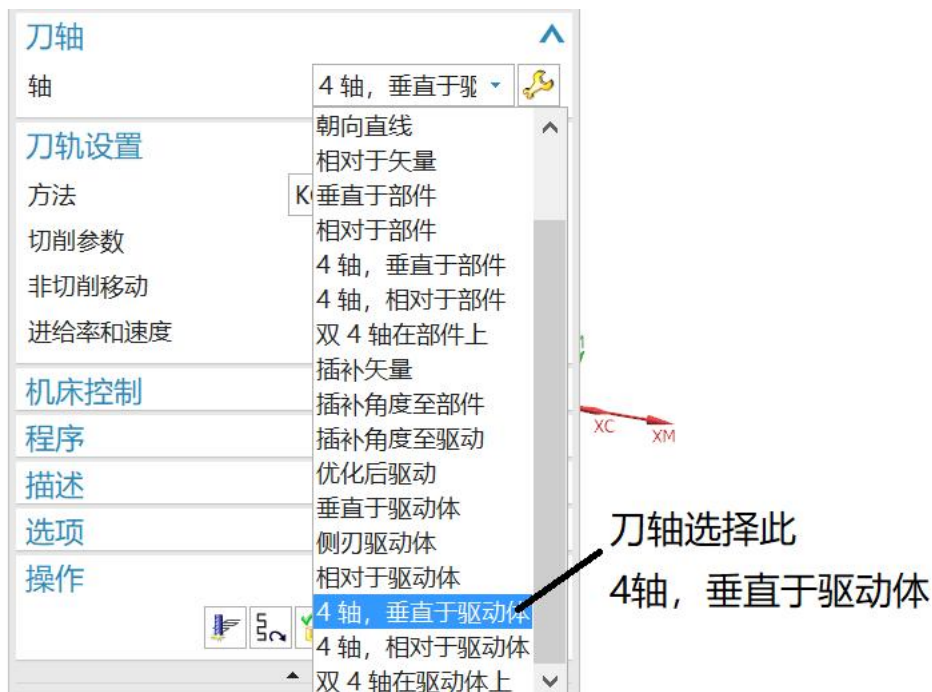 刀轴
轴
4 轴，垂直于驱
朝向直线
刀轨设置
相对于矢量
方法
垂直于部件
相对于部件
切削参数
4 轴，垂直于部件
非切削移动
4 轴，相对于部件
进给率和速度
双 4 轴在部件上
插补矢量
机床控制
插补角度至部件
XC
XM
程序
插补角度至驱动
描述
优化后驱动
垂直于驱动体
选项
侧刃驱动体
刀轴选择此
操作
相对于驱动体
4 轴，垂直于驱动体
4轴，垂直于驱动体
4 轴，相对于驱动体
双 4 轴在驱动体上